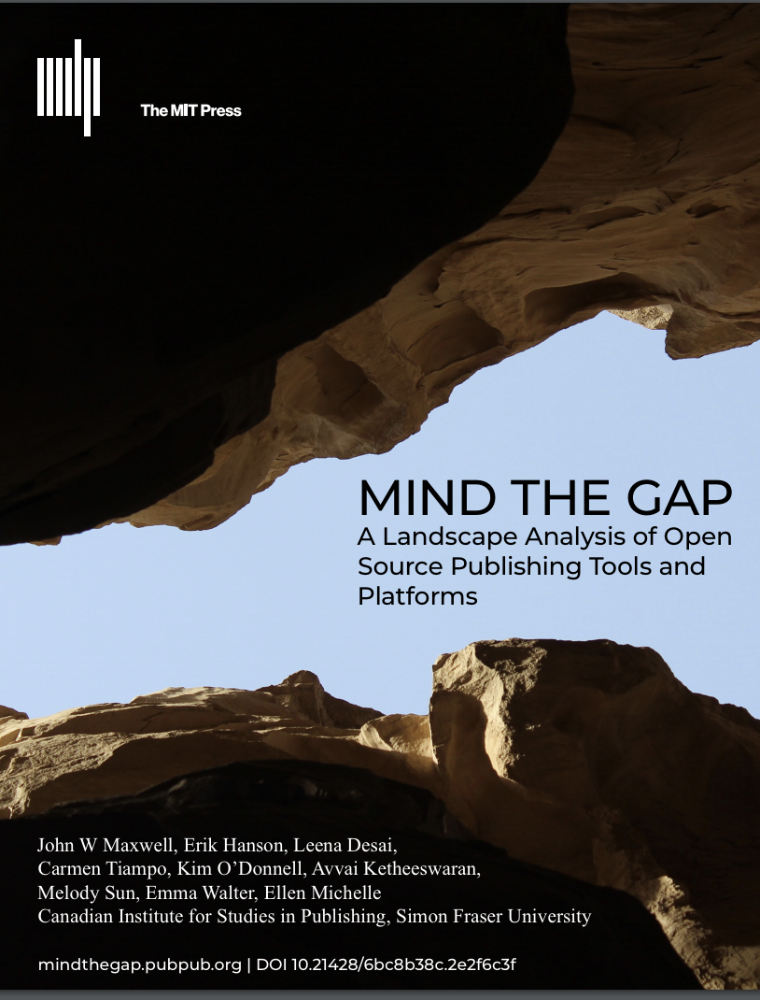 The MIT Press
MIND THE GAP
A Landscape Analysis of Open
Source Publishing Tools and
Platforms
John W Maxwell, Erik Hanson, Leena Desai,
Carmen Tiampo, Kim O’Donnell, Avvai Ketheeswaran,
Melody Sun, Emma Walter, Ellen Michelle
Canadian Institute for Studies in Publishing, Simon Fraser University
mindthegap.pubpub.org | DOI 10.21428/6bc8b38c.2e2f6c3f